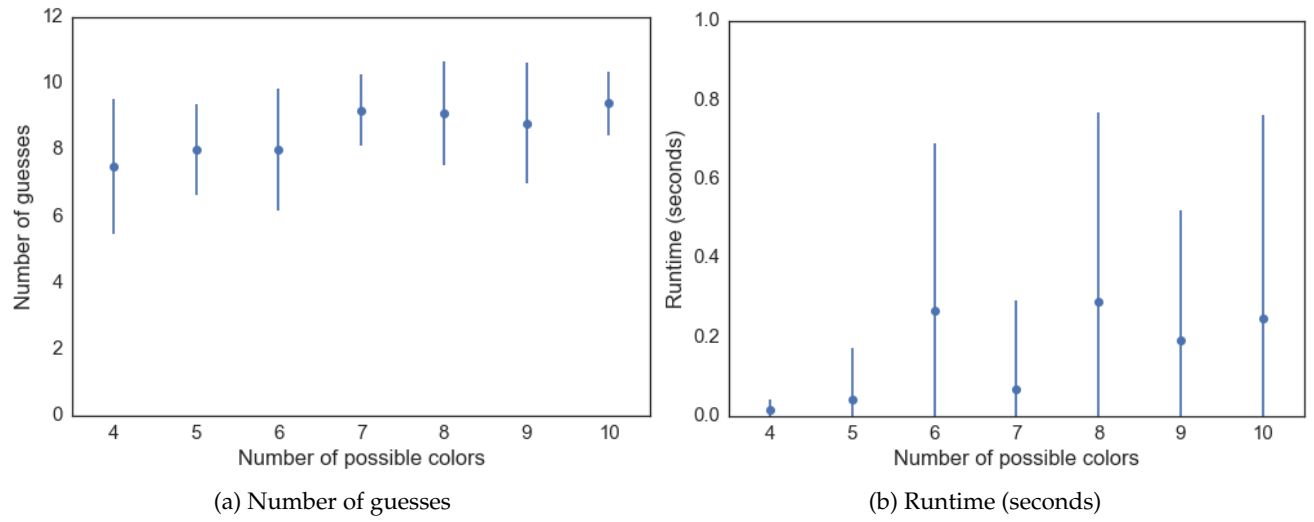 12
10
8
6
4
2
0
Number of guesses
4 5 6 7 8 9 10
Number of possible colors
(a) Number of guesses
1.0
0.8
0.6
0.4
0.2
0.0
Runtime (seconds)
4 5 6 7 8 9 10
Number of possible colors
(b) Runtime (seconds)